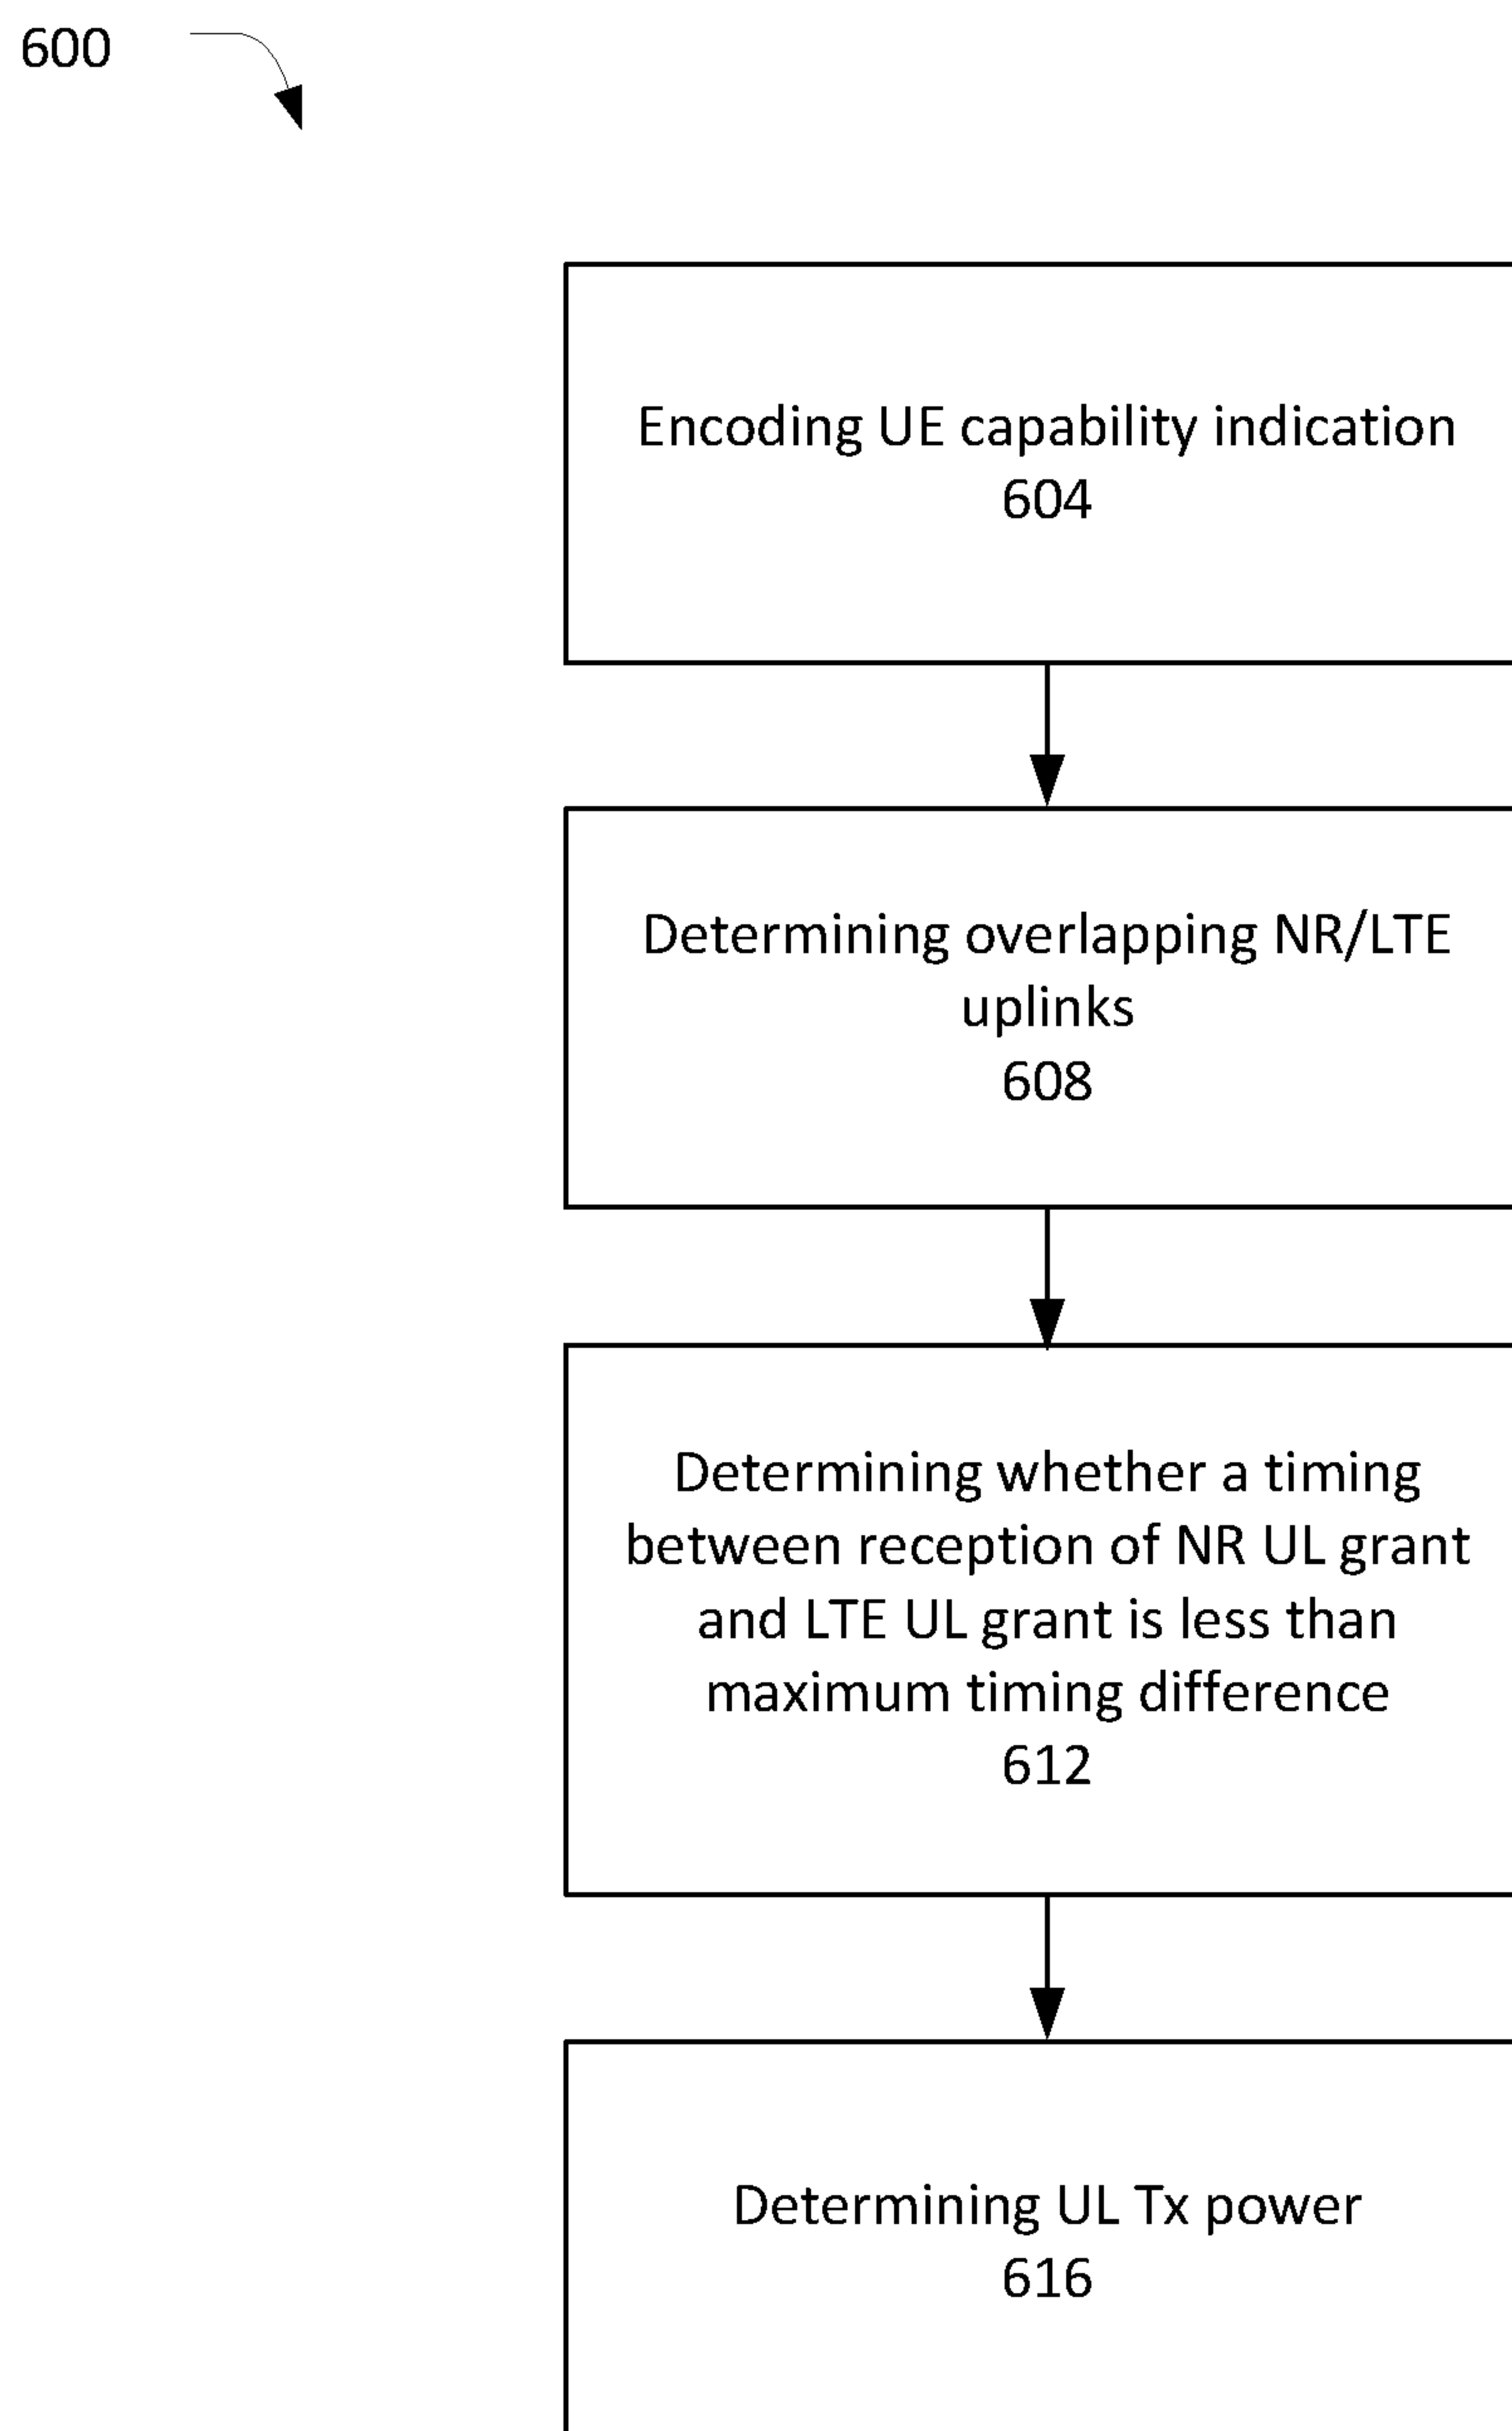 600
Encoding UE capability indication
604
Determining overlapping NR/LTE
uplinks
608
Determining whether a timing
between reception of NR UL grant
and LTE UL grant is less than
maximum timing difference
612
Determining UL Tx power
616